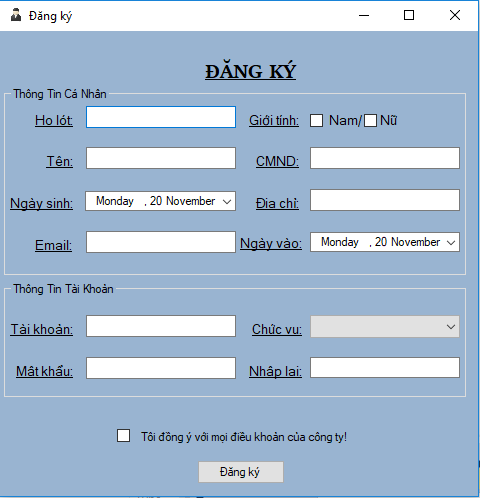 Đăng ký
ĐĂNG KÝ
Thông Tin Cá Nhân
Họ lót: Giới tính: Nam/ Nữ
Tên: CMND:
Ngày sinh: Monday , 20 November Địa chỉ:
Email: Ngày vào: Monday , 20 November
Thông Tin Tài Khoản
Tài khoản: Chức vụ:
Mật khẩu: Nhập lại:
Tôi đồng ý với mọi điều khoản của công ty!
Đăng ký